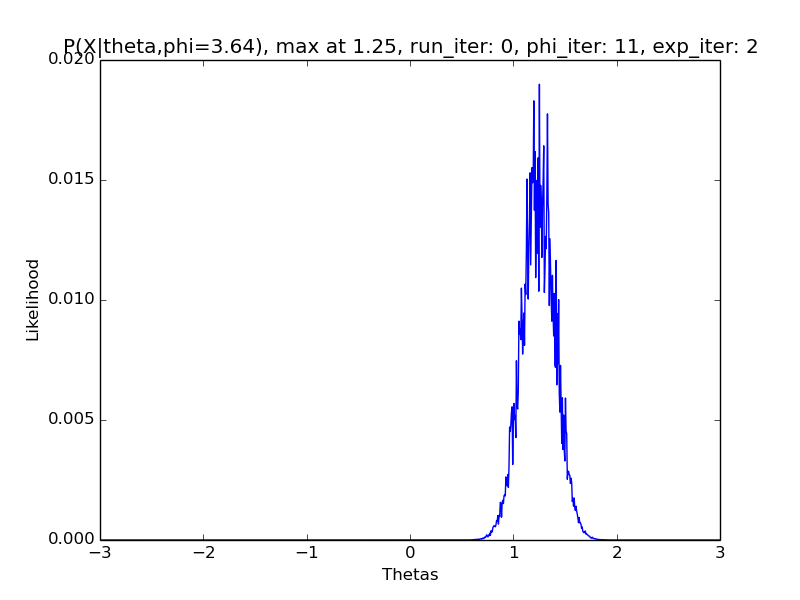 P(X|theta,phi=3.64), max at 1.25, run_iter: 0, phi_iter: 11, exp_iter: 2
0.020
0.015
0.010
0.005
0.000
Likelihood
−3 −2 −1 0 1 2 3
Thetas